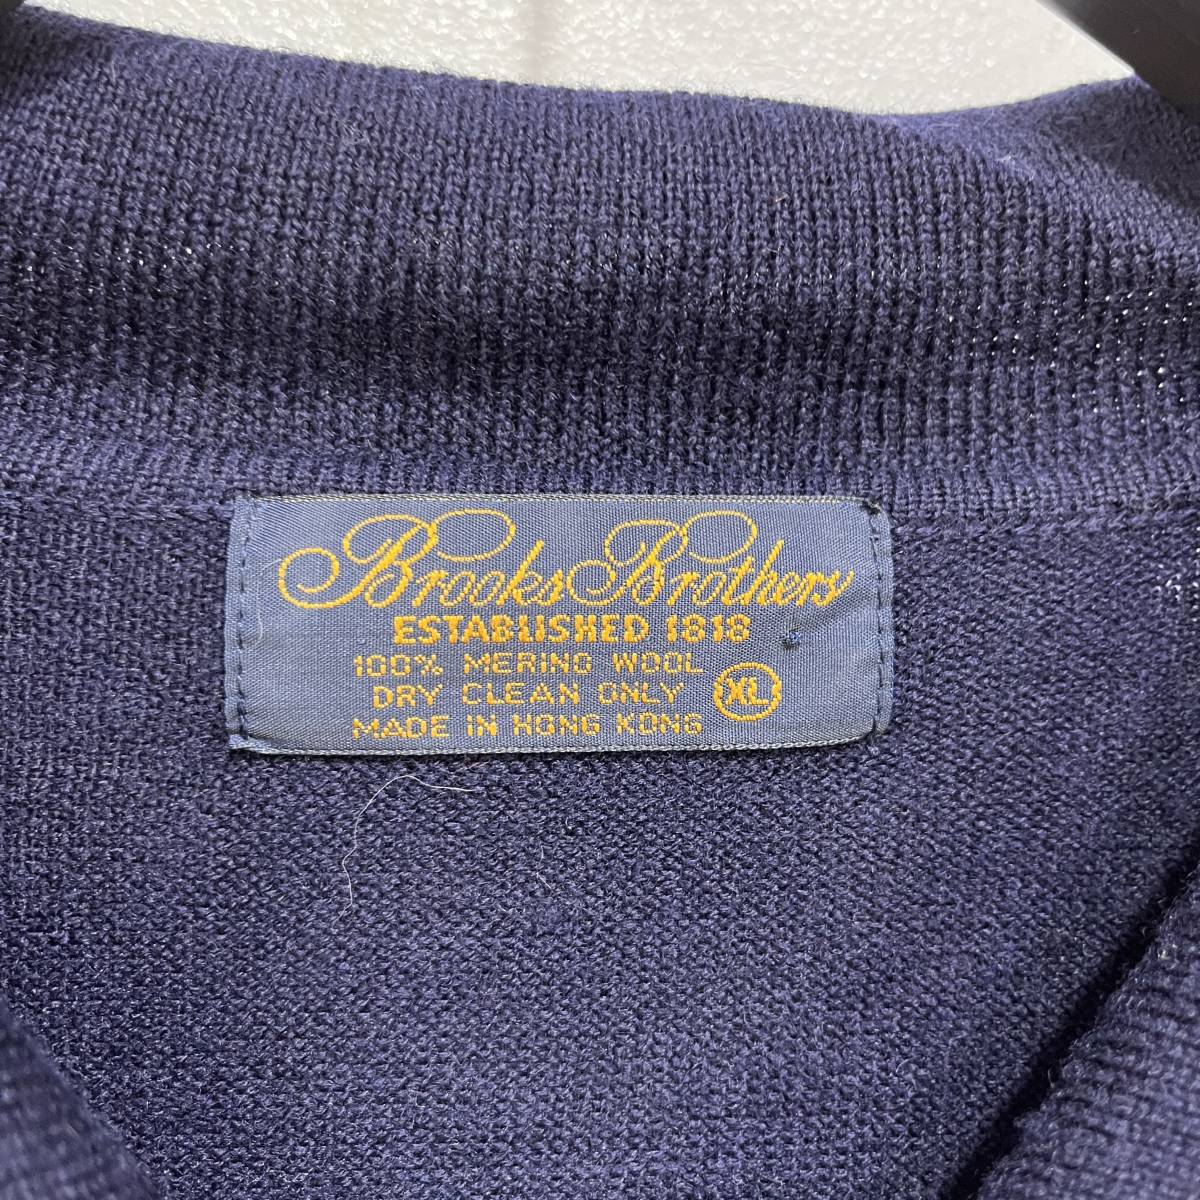 Brooks Brothers
ESTABLISHED 1818
100% MERINO WOOL
DRY CLEAN ONLY XL
MADE IN HONG KONG